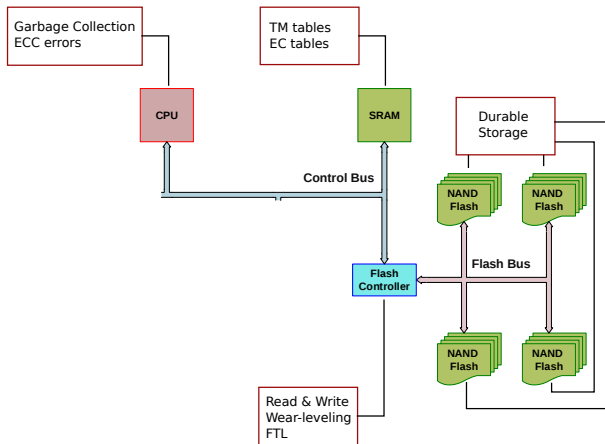 Garbage Collection
ECC errors
TM tables
EC tables
CPU
SRAM
Durable
Storage
Control Bus
NAND
Flash
NAND
Flash
Flash Bus
Flash
Controller
NAND
Flash
NAND
Flash
Read & Write
Wear-leveling
FTL